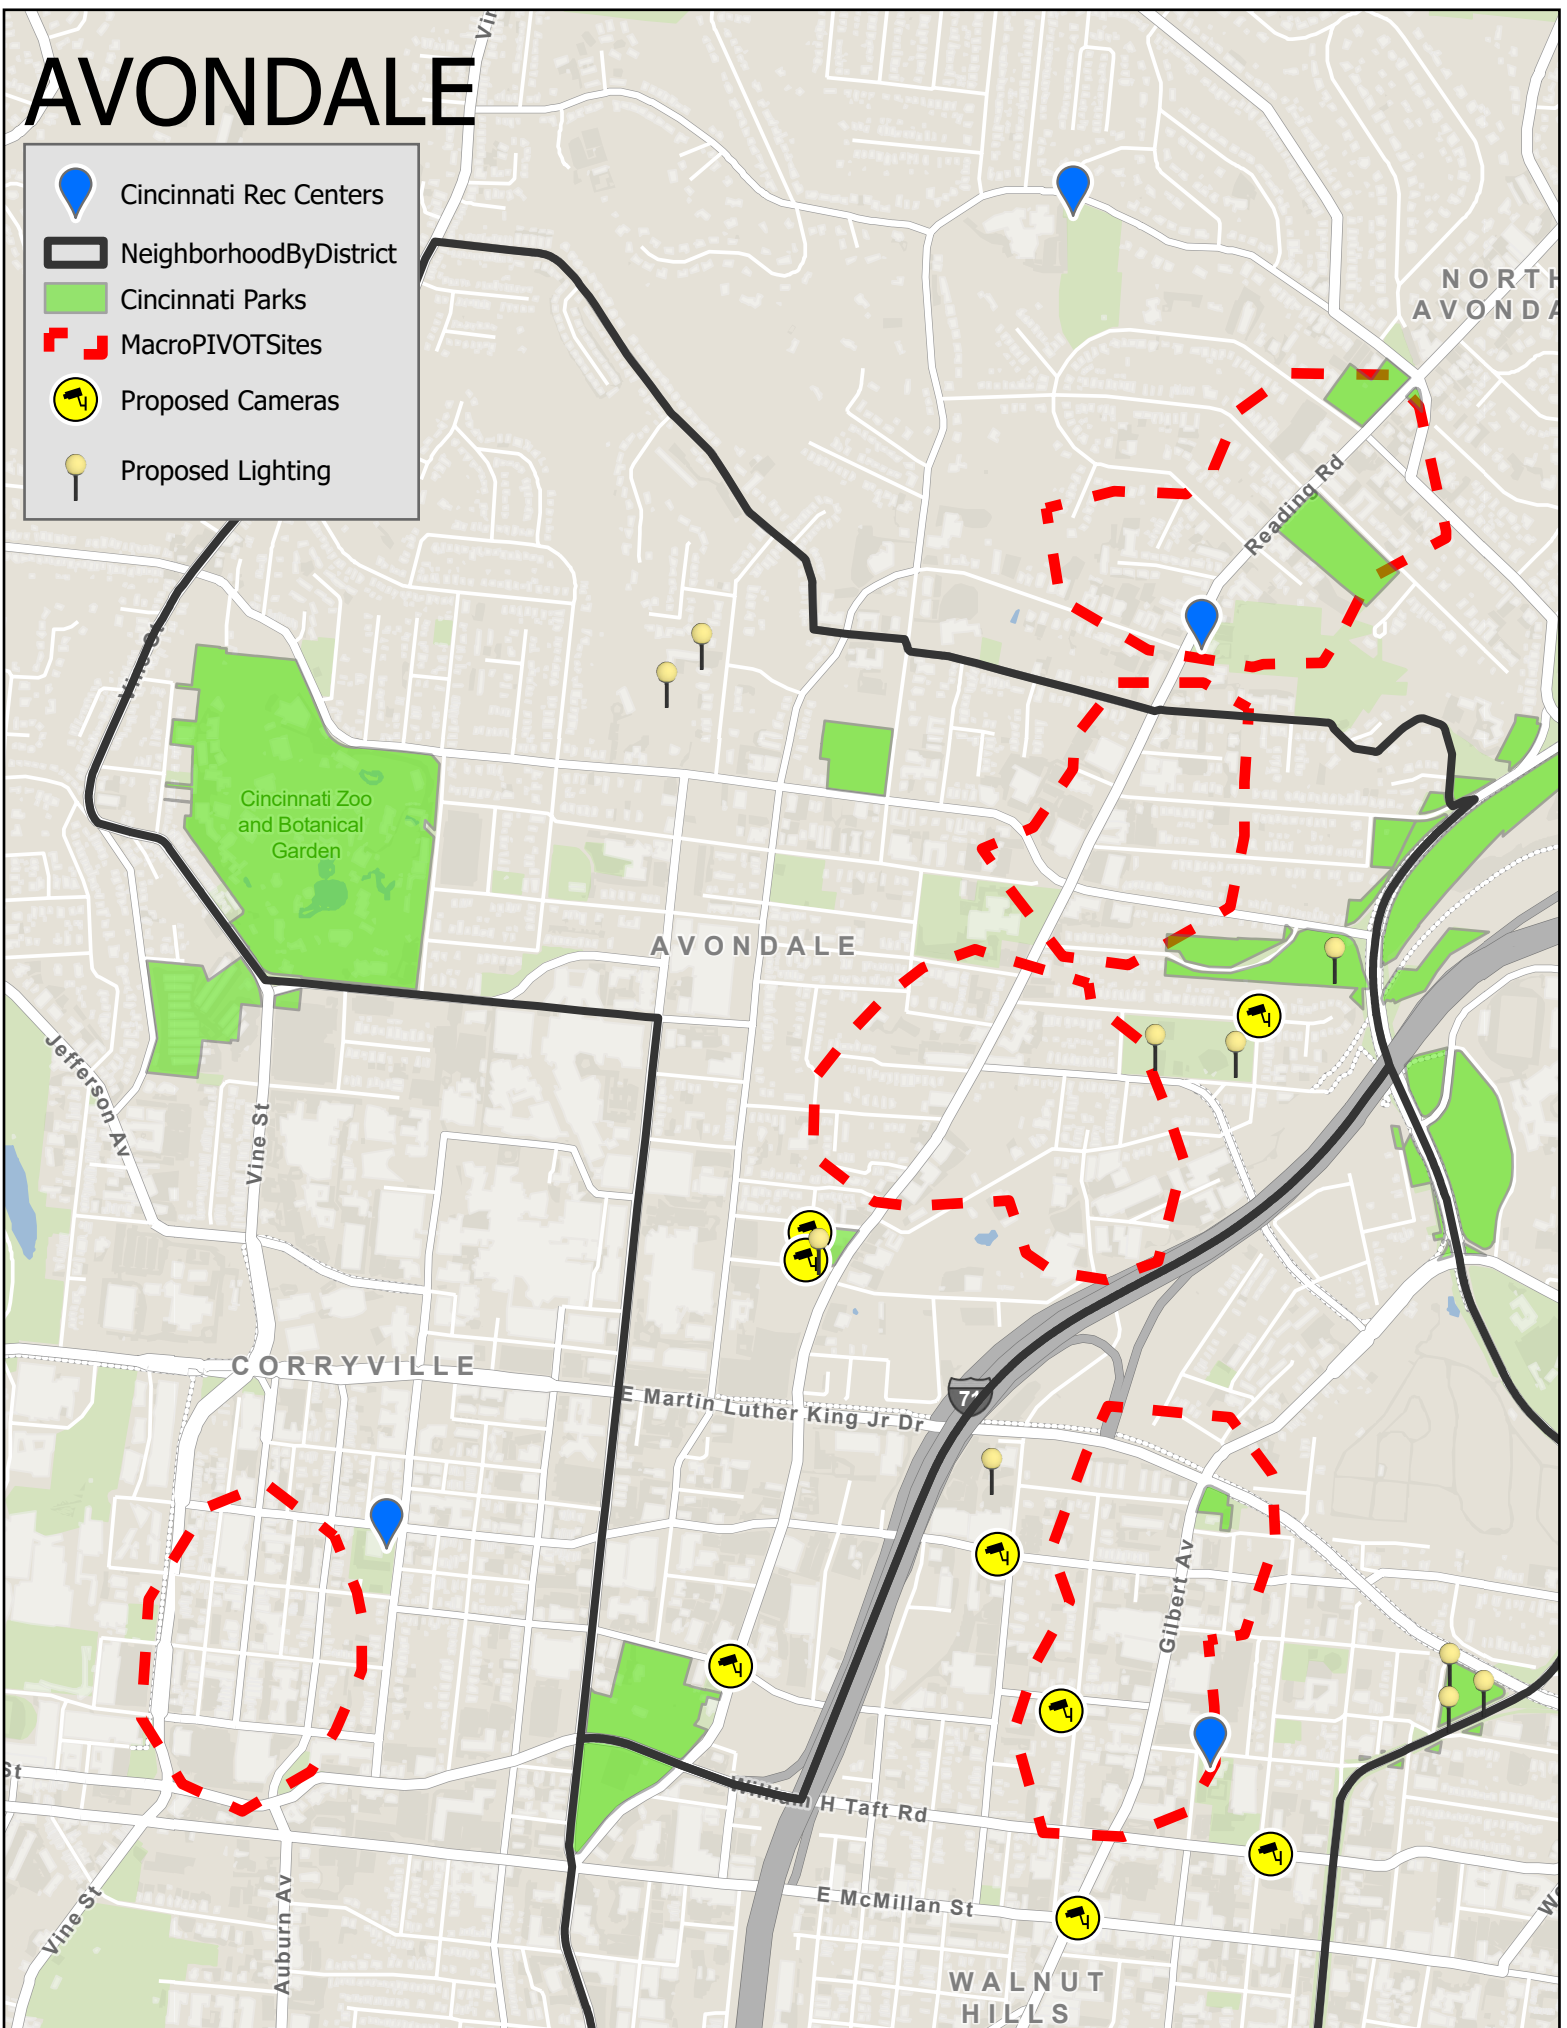 Vin
AVONDALE
Cincinnati Rec Centers
NeighborhoodByDistrict
Cincinnati Parks
MacroPIVOTSites
Proposed Cameras
Proposed Lighting
NORTH
AVONDA
Reading Rd
Vine St
Cincinnati Zoo
and Botanical
Garden
AVONDALE
Jefferson Av
Vine St
CORRYVILLE
E Martin Luther King Jr Dr
71
Gilbert Av
St
William H Taft Rd
E McMillan St
Vine St
Auburn Av
WALNUT
HILLS